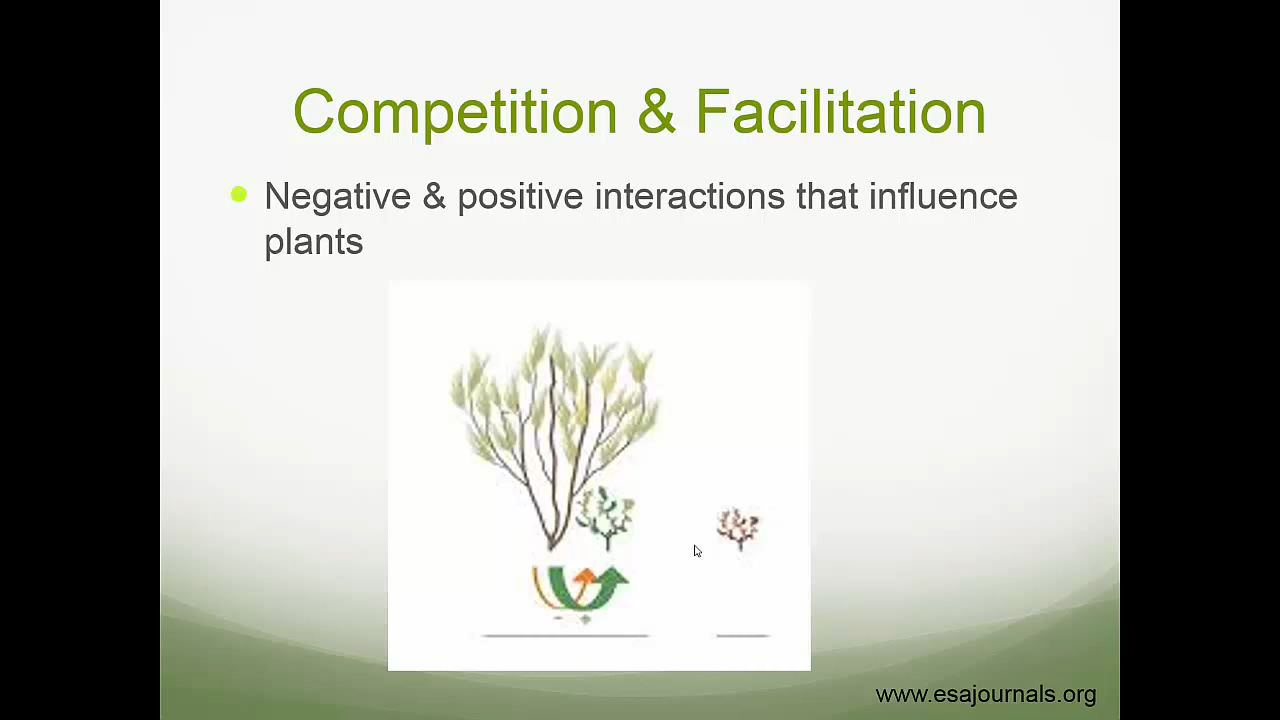 Competition & Facilitation
Negative & positive interactions that influence
plants
- +
www.esajournals.org